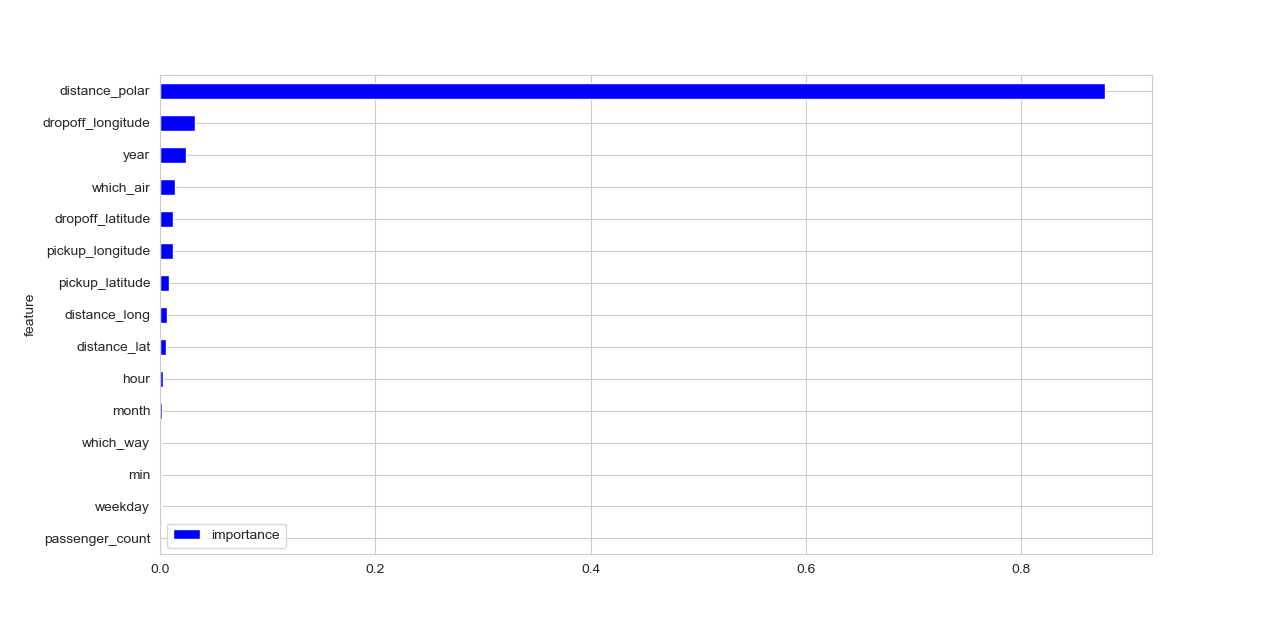 distance_polar
dropoff_longitude
year
which_air
dropoff_latitude
pickup_longitude
pickup_latitude
distance_long
distance_lat
hour
month
which_way
min
weekday
passenger_count
feature
importance
0.0 0.2 0.4 0.6 0.8